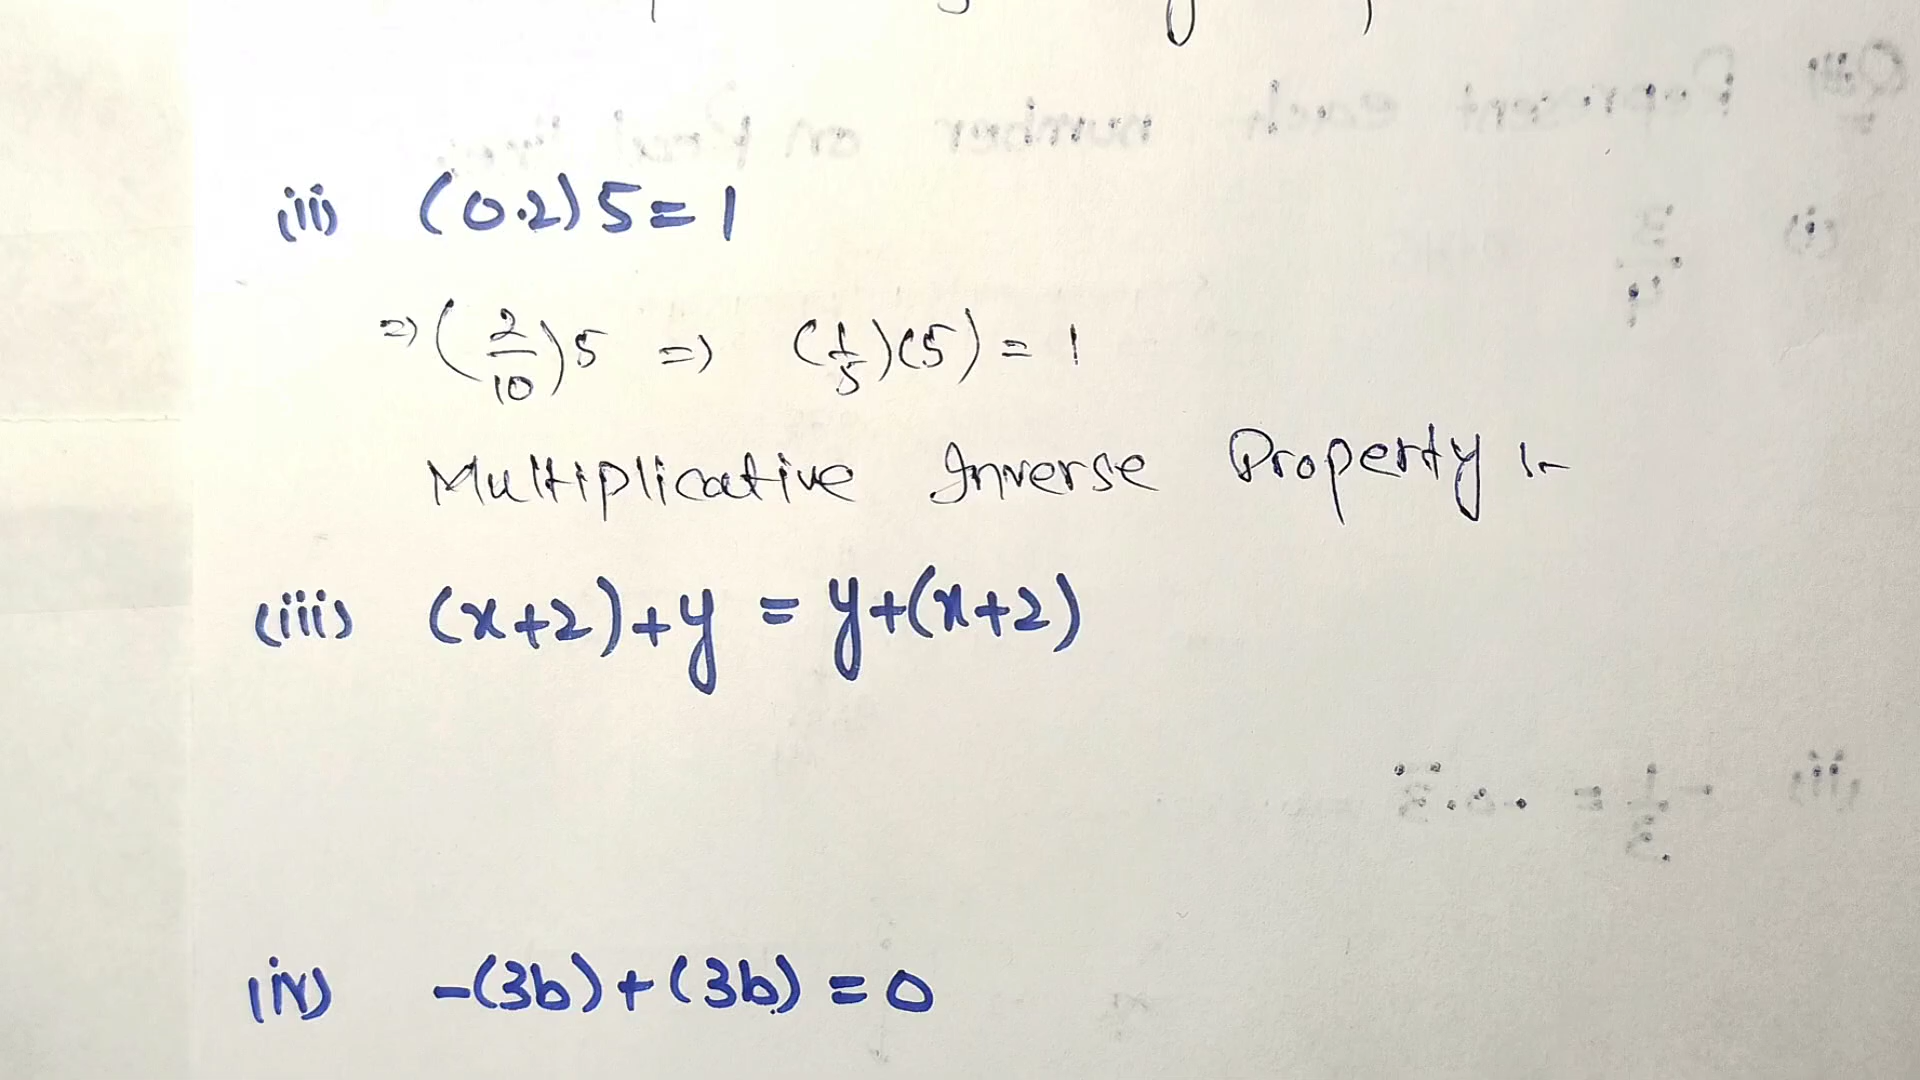 (ii) (0.2) 5 = 1
=> (2/10) 5 => (1/5)(5) = 1
Multiplicative Inverse Property
(iii) (x+2)+y = y+(x+2)
(iv) -(3b)+(3b) = 0